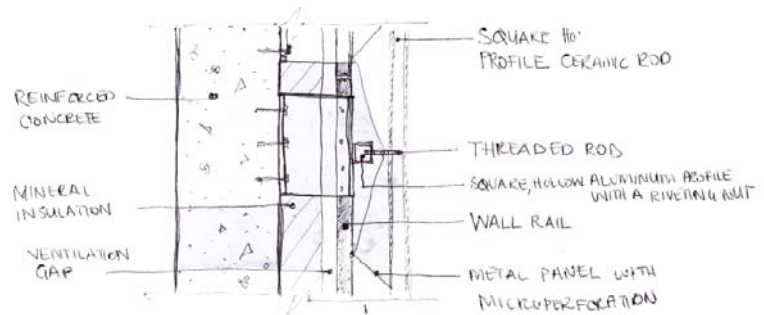 SQUARE HO.
PROFILE CERAMIC ROD
REINFORCED
CONCRETE
THREADED ROD
SQUARE, HOLLOW ALUMINUM PROFILE
WITH A RIVETING NUT
MINERAL
INSULATION
WALL RAIL
VENTILATION
GAP
METAL PANEL WITH
MICROPERFORATION